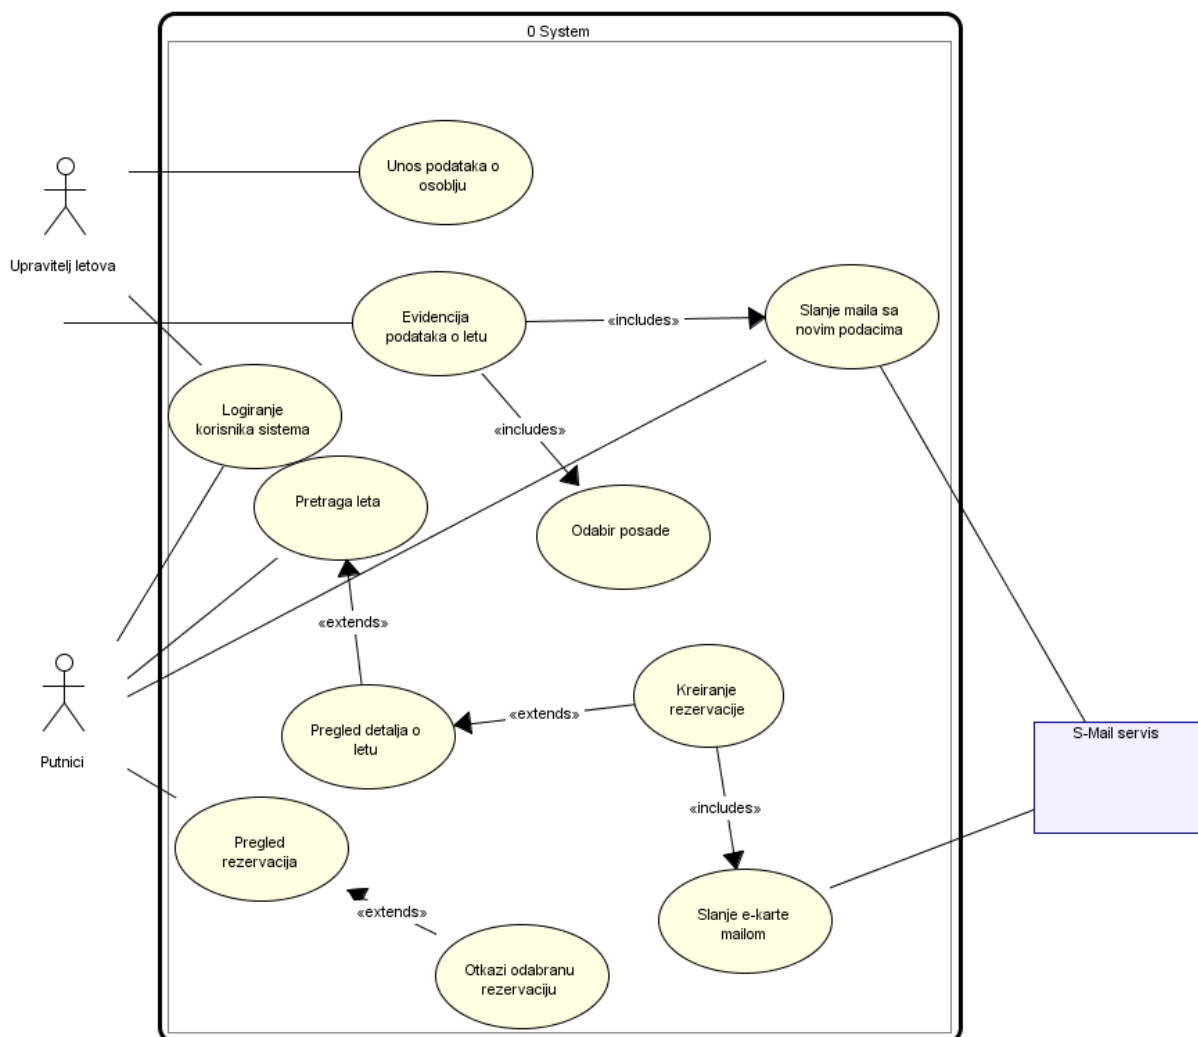 0 System
Unos podataka o
osoblju
Upravitelj letova
Evidencija
podataka o letu
«includes»
Slanje maila sa
novim podacima
Logiranje
korisnika sistema
«includes»
Pretraga leta
Odabir posade
«extends»
Kreiranje
rezervacije
Pregled detalja o
letu
«extends»
S-Mail servis
Putnici
«includes»
Pregled
rezervacija
«extends»
Slanje e-karte
mailom
Otkazi odabranu
rezervaciju